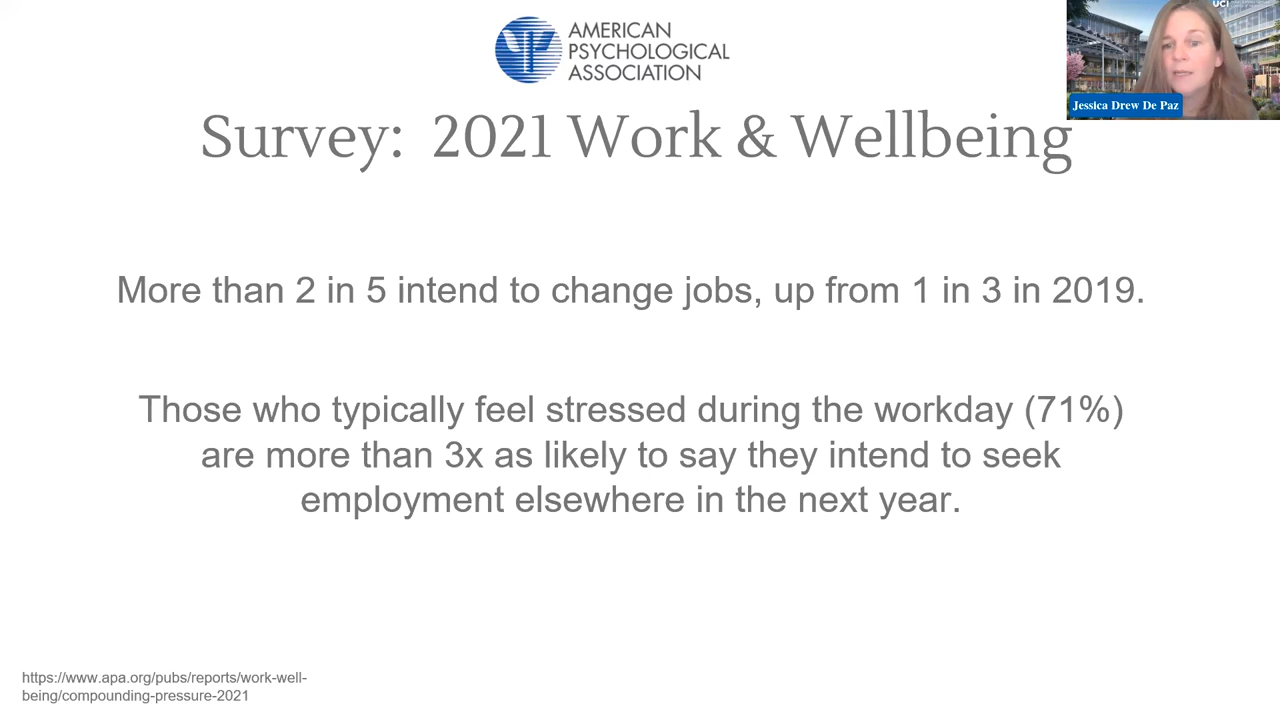 AMERICAN
PSYCHOLOGICAL
ASSOCIATION
UCI
Jessica Drew De Paz
Survey: 2021 Work & Wellbeing
More than 2 in 5 intend to change jobs, up from 1 in 3 in 2019.
Those who typically feel stressed during the workday (71%)
are more than 3x as likely to say they intend to seek
employment elsewhere in the next year.
https://www.apa.org/pubs/reports/work-well-
being/compounding-pressure-2021